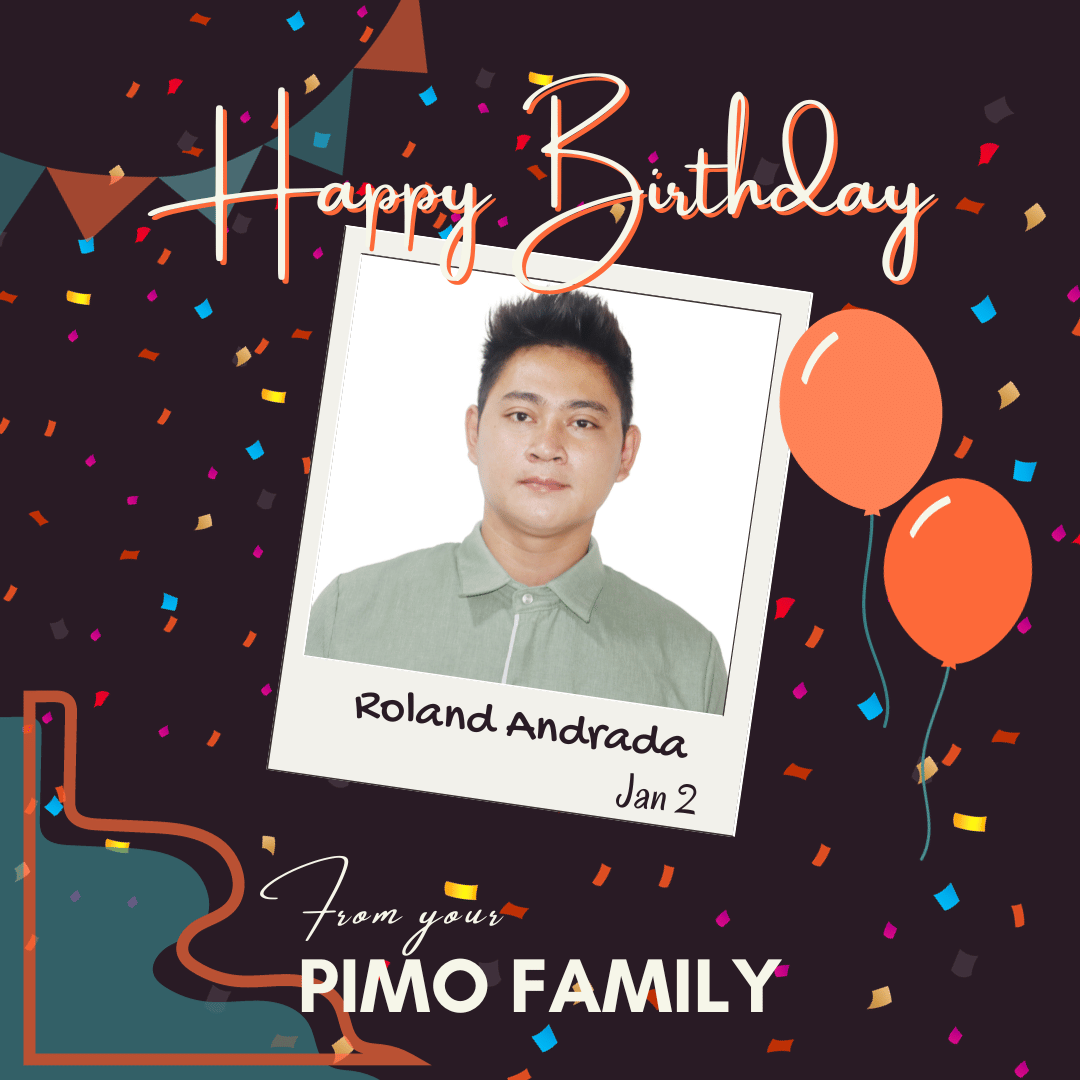 Happy Birthday
Roland Andrada
Jan 2
From your
PIMO FAMILY